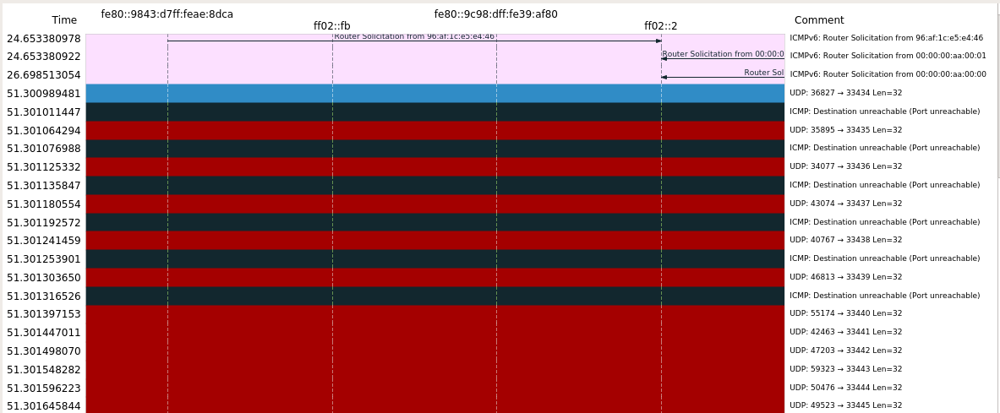 Time fe80::9843:d7ff:feae:8dca ff02::fb fe80::9c98:dff:fe39:af80 ff02::2 Comment
24.653380978 Router Solicitation from 96:af:1c:e5:e4:46 ICMPv6: Router Solicitation from 96:af:1c:e5:e4:46
24.653380922 Router Solicitation from 00:00:0 ICMPv6: Router Solicitation from 00:00:00:aa:00:01
26.698513054 Router Sol ICMPv6: Router Solicitation from 00:00:00:aa:00:00
51.300989481 UDP: 36827 → 33434 Len=32
51.301011447 ICMP: Destination unreachable (Port unreachable)
51.301064294 UDP: 35895 → 33435 Len=32
51.301076988 ICMP: Destination unreachable (Port unreachable)
51.301125332 UDP: 34077 → 33436 Len=32
51.301135847 ICMP: Destination unreachable (Port unreachable)
51.301180554 UDP: 43074 → 33437 Len=32
51.301192572 ICMP: Destination unreachable (Port unreachable)
51.301241459 UDP: 40767 → 33438 Len=32
51.301253901 ICMP: Destination unreachable (Port unreachable)
51.301303650 UDP: 46813 → 33439 Len=32
51.301316526 ICMP: Destination unreachable (Port unreachable)
51.301397153 UDP: 55174 → 33440 Len=32
51.301447011 UDP: 42463 → 33441 Len=32
51.301498070 UDP: 47203 → 33442 Len=32
51.301548282 UDP: 59323 → 33443 Len=32
51.301596223 UDP: 50476 → 33444 Len=32
51.301645844 UDP: 49523 → 33445 Len=32